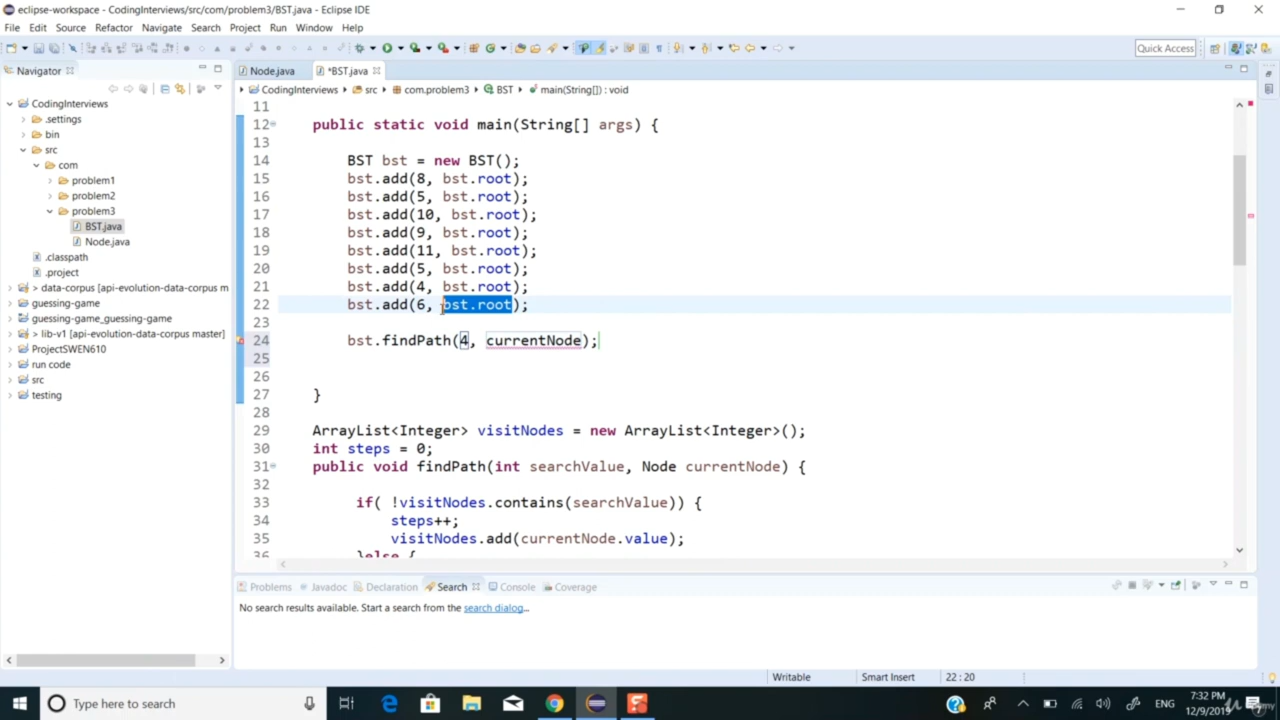 eclipse-workspace - CodingInterviews/src/com/problem3/BST.java - Eclipse IDE
File Edit Source Refactor Navigate Search Project Run Window Help
Quick Access
Navigator
Node.java *BST.java
CodingInterviews src com.problem3 BST main(String[]) : void
CodingInterviews
.settings
bin
src
com
problem1
problem2
problem3
BST.java
Node.java
.classpath
.project
> data-corpus [api-evolution-data-corpus m
guessing-game
guessing-game_guessing-game
> lib-v1 [api-evolution-data-corpus master]
ProjectSWEN610
run code
src
testing
11
12 public static void main(String[] args) {
13
14 BST bst = new BST();
15 bst.add(8, bst.root);
16 bst.add(5, bst.root);
17 bst.add(10, bst.root);
18 bst.add(9, bst.root);
19 bst.add(11, bst.root);
20 bst.add(5, bst.root);
21 bst.add(4, bst.root);
22 bst.add(6, bst.root);
23
24 bst.findPath(4, currentNode);
25
26
27 }
28
29 ArrayList<Integer> visitNodes = new ArrayList<Integer>();
30 int steps = 0;
31 public void findPath(int searchValue, Node currentNode) {
32
33 if( !visitNodes.contains(searchValue)) {
34 steps++;
35 visitNodes.add(currentNode.value);
36 }else {
Problems Javadoc Declaration Search Console Coverage
No search results available. Start a search from the search dialog...
Writable Smart Insert 22 : 20
Type here to search
ENG
7:32 PM
12/9/2019